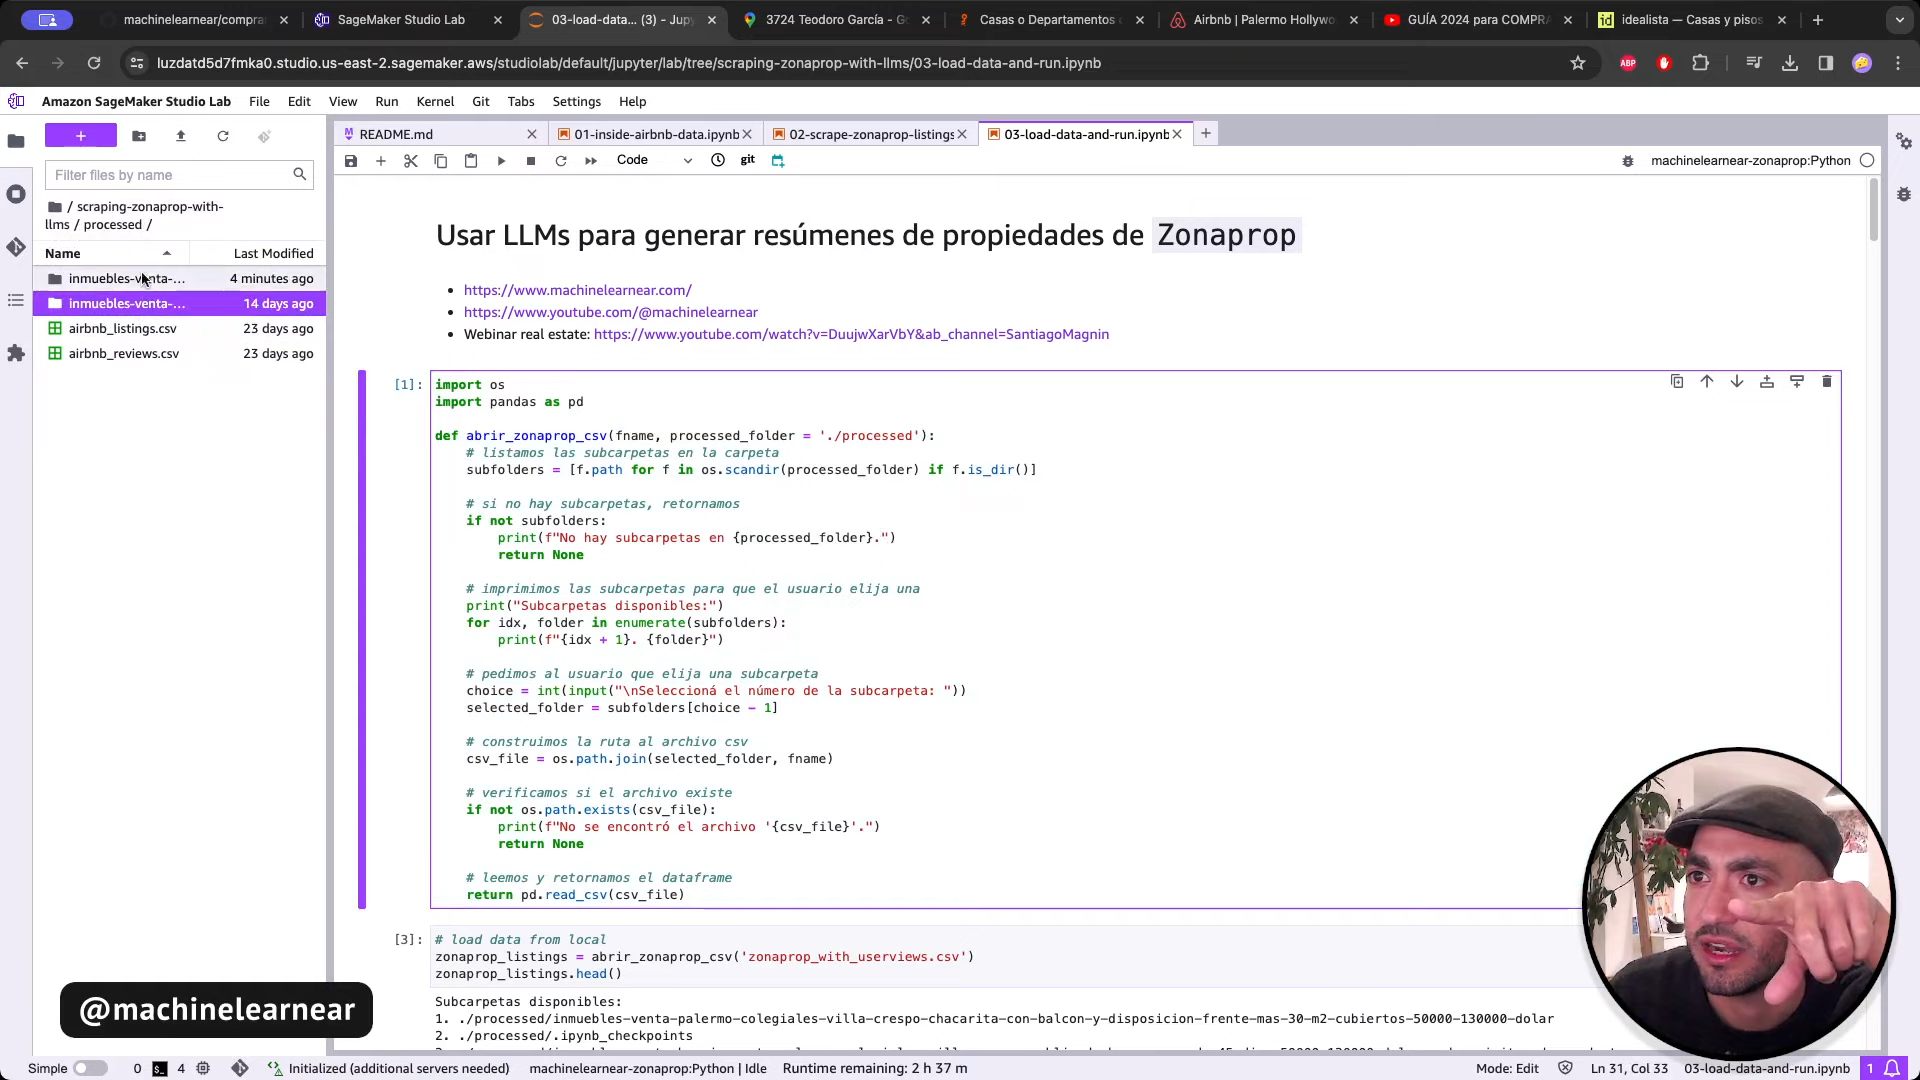 machinelearnear/compra
SageMaker Studio Lab
03-load-data... (3) - Jupy
3724 Teodoro García - Go
Casas o Departamentos e
Airbnb | Palermo Hollywo
GUÍA 2024 para COMPRA
idealista — Casas y pisos
luzdatd5d7fmka0.studio.us-east-2.sagemaker.aws/studiolab/default/jupyter/lab/tree/scraping-zonaprop-with-llms/03-load-data-and-run.ipynb
ABP
Amazon SageMaker Studio Lab File Edit View Run Kernel Git Tabs Settings Help
README.md
01-inside-airbnb-data.ipynb
02-scrape-zonaprop-listings
03-load-data-and-run.ipynb
Code
git
machinelearnear-zonaprop:Python
Filter files by name
/ scraping-zonaprop-with-
llms / processed /
Name Last Modified
inmuebles-venta-... 4 minutes ago
inmuebles-venta-... 14 days ago
airbnb_listings.csv 23 days ago
airbnb_reviews.csv 23 days ago
Usar LLMs para generar resúmenes de propiedades de Zonaprop
• https://www.machinelearnear.com/
• https://www.youtube.com/@machinelearnear
• Webinar real estate: https://www.youtube.com/watch?v=DuujwXarVbY&ab_channel=SantiagoMagnin
[1]: import os
import pandas as pd
def abrir_zonaprop_csv(fname, processed_folder = './processed'):
# listamos las subcarpetas en la carpeta
subfolders = [f.path for f in os.scandir(processed_folder) if f.is_dir()]
# si no hay subcarpetas, retornamos
if not subfolders:
print(f"No hay subcarpetas en {processed_folder}.")
return None
# imprimimos las subcarpetas para que el usuario elija una
print("Subcarpetas disponibles:")
for idx, folder in enumerate(subfolders):
print(f"{idx + 1}. {folder}")
# pedimos al usuario que elija una subcarpeta
choice = int(input("\nSeleccioná el número de la subcarpeta: "))
selected_folder = subfolders[choice - 1]
# construimos la ruta al archivo csv
csv_file = os.path.join(selected_folder, fname)
# verificamos si el archivo existe
if not os.path.exists(csv_file):
print(f"No se encontró el archivo '{csv_file}'.")
return None
# leemos y retornamos el dataframe
return pd.read_csv(csv_file)
[3]: # load data from local
zonaprop_listings = abrir_zonaprop_csv('zonaprop_with_userviews.csv')
zonaprop_listings.head()
Subcarpetas disponibles:
1. ./processed/inmuebles-venta-palermo-colegiales-villa-crespo-chacarita-con-balcon-y-disposicion-frente-mas-30-m2-cubiertos-50000-130000-dolar
2. ./processed/.ipynb_checkpoints
@machinelearnear
Simple 0 4 Initialized (additional servers needed) machinelearnear-zonaprop:Python | Idle Runtime remaining: 2 h 37 m Mode: Edit Ln 31, Col 33 03-load-data-and-run.ipynb 1